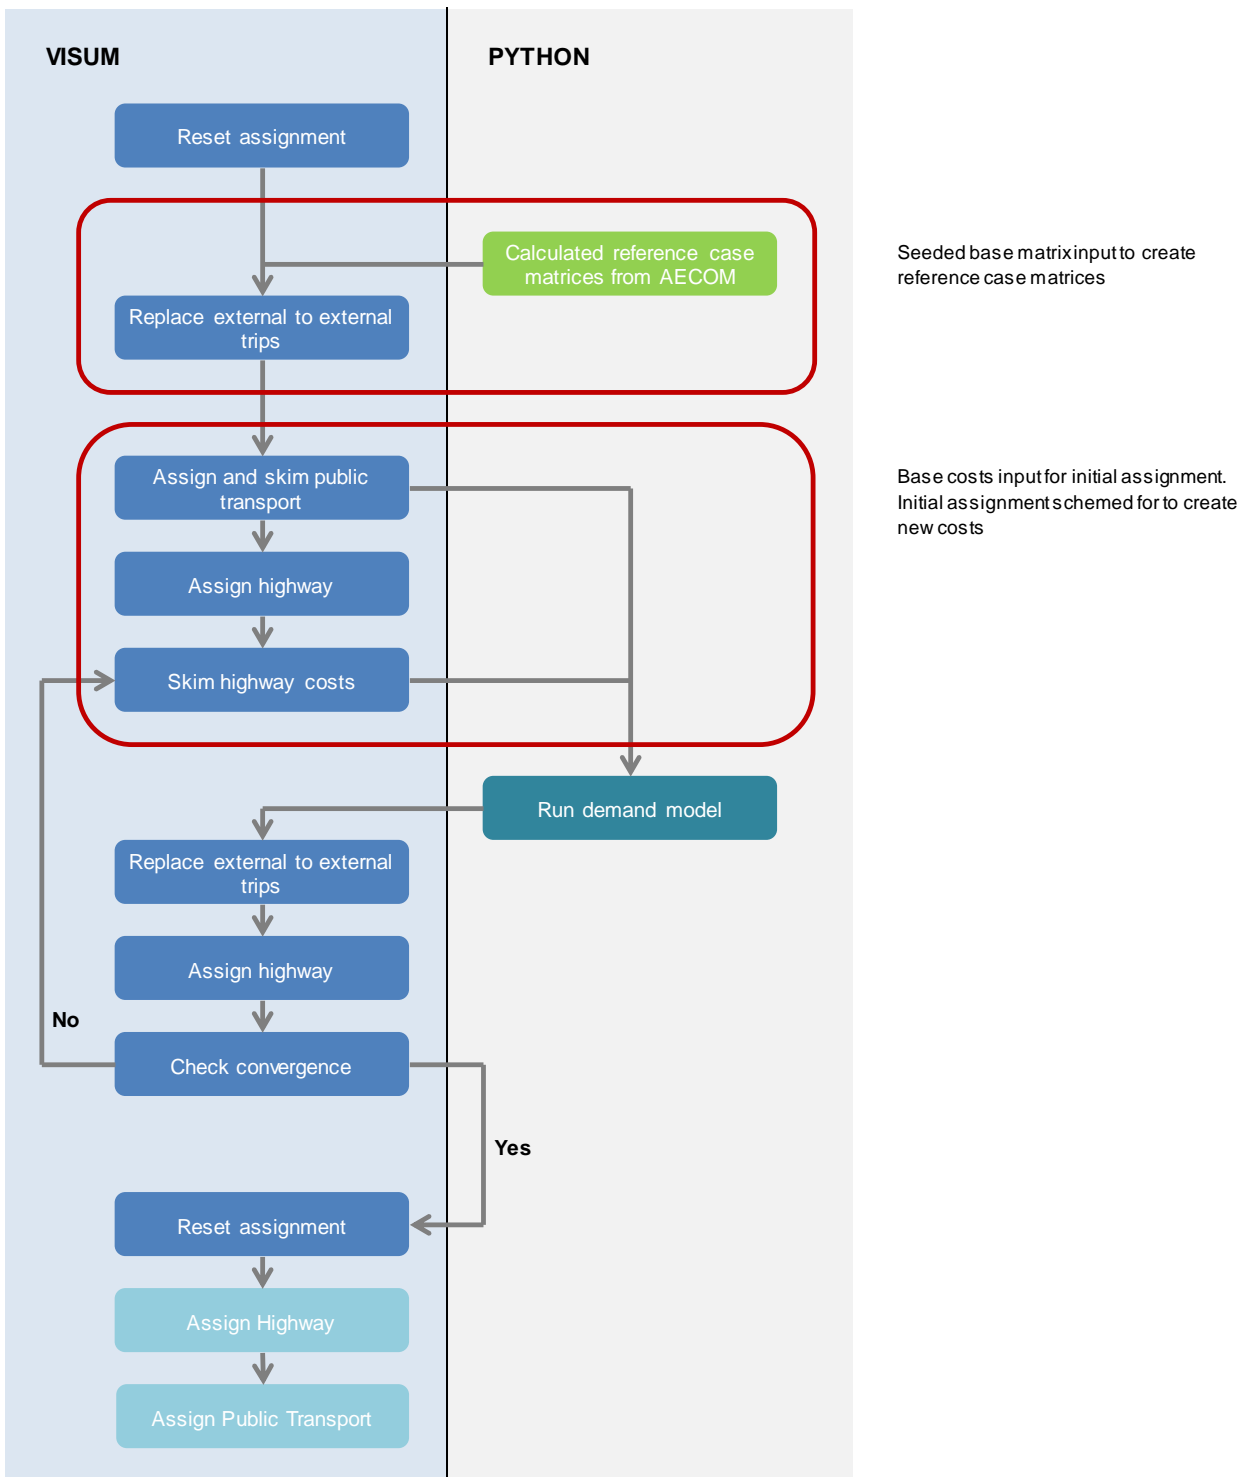 VISUM
PYTHON
Reset assignment
Calculated reference case
matrices from AECOM
Seeded base matrix input to create
reference case matrices
Replace external to external
trips
Assign and skim public
transport
Base costs input for initial assignment.
Initial assignment schemed for to create
new costs
Assign highway
Skim highway costs
Run demand model
Replace external to external
trips
Assign highway
No
Check convergence
Yes
Reset assignment
Assign Highway
Assign Public Transport